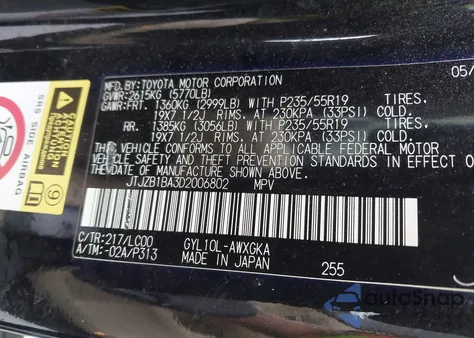 MFD.BY:TOYOTA MOTOR CORPORATION 05/
GVWR:2615KG (5770LB)
GAWR:FRT. 1360KG (2999LB) WITH P235/55R19 TIRES,
19X7 1/2J RIMS, AT 230KPA (33PSI) COLD.
RR. 1385KG (3056LB) WITH P235/55R19 TIRES,
19X7 1/2J RIMS, AT 230KPA (33PSI) COLD.
THIS VEHICLE CONFORMS TO ALL APPLICABLE FEDERAL MOTOR
VEHICLE SAFETY AND THEFT PREVENTION STANDARDS IN EFFECT O
THE DATE OF MANUFACTURE SHOWN ABOVE.
JTJZB1BA3D2006802 MPV
C/TR:217/LC00 GYL10L-AWXGKA
A/TM:-02A/P313 MADE IN JAPAN 255
SRS SIDE AIRBAG
autoSnap